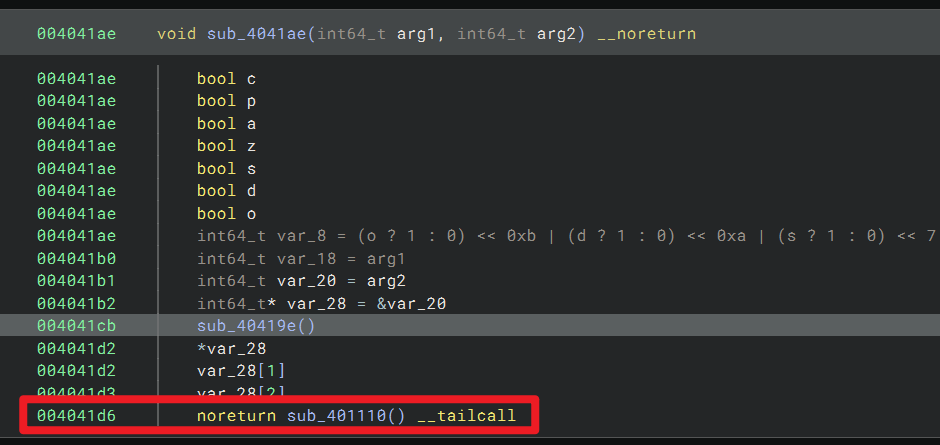 004041ae void sub_4041ae(int64_t arg1, int64_t arg2) __noreturn
004041ae bool c
004041ae bool p
004041ae bool a
004041ae bool z
004041ae bool s
004041ae bool d
004041ae bool o
004041ae int64_t var_8 = (o ? 1 : 0) << 0xb | (d ? 1 : 0) << 0xa | (s ? 1 : 0) << 7
004041b0 int64_t var_18 = arg1
004041b1 int64_t var_20 = arg2
004041b2 int64_t* var_28 = &var_20
004041cb sub_40419e()
004041d2 *var_28
004041d2 var_28[1]
004041d3 var_28[2]
004041d6 noreturn sub_401110() __tailcall